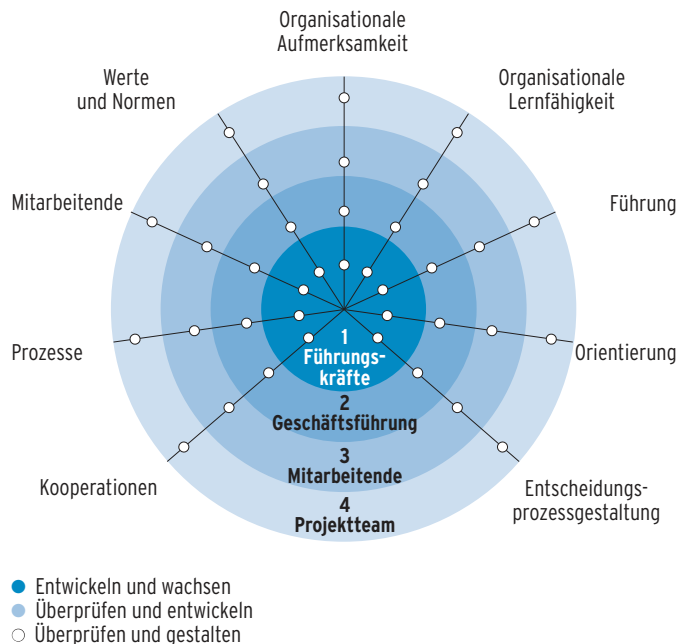 Organisationale
Aufmerksamkeit
Werte
und Normen
Organisationale
Lernfähigkeit
Mitarbeitende
Führung
Prozesse
Orientierung
Kooperationen
Entscheidungs-
prozessgestaltung
1
Führungs-
kräfte
2
Geschäftsführung
3
Mitarbeitende
4
Projektteam
Entwickeln und wachsen
Überprüfen und entwickeln
Überprüfen und gestalten